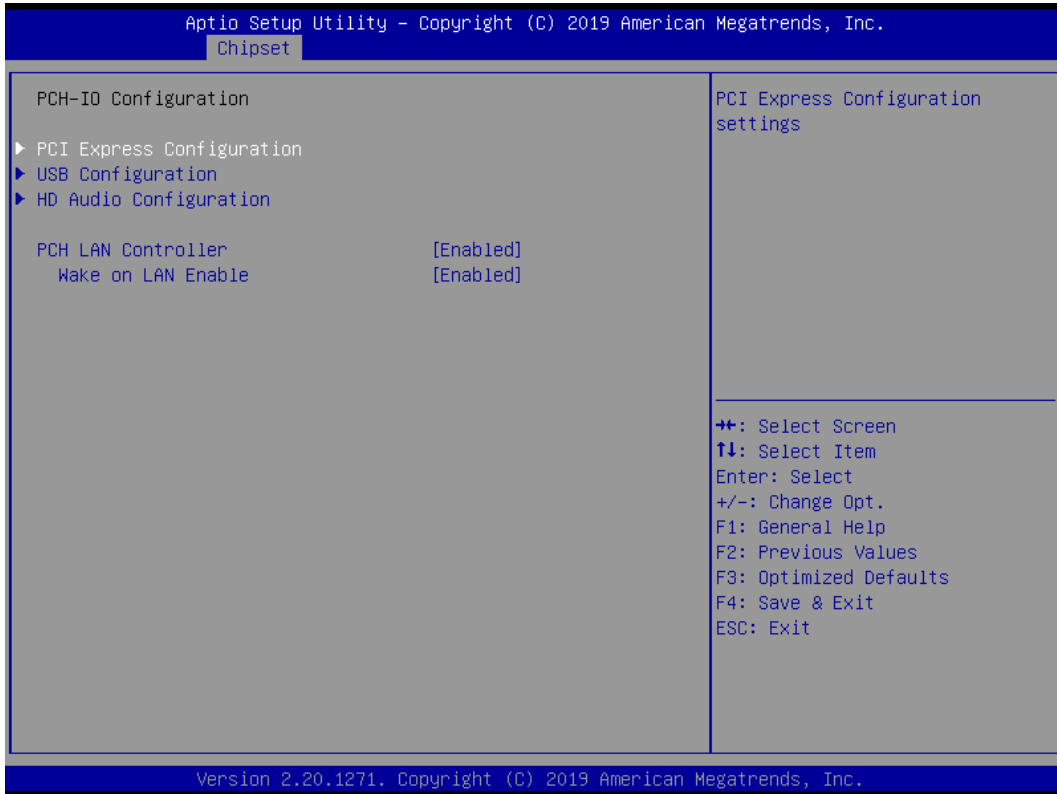 Aptio Setup Utility – Copyright (C) 2019 American Megatrends, Inc.
Chipset
PCH-IO Configuration
▶ PCI Express Configuration
▶ USB Configuration
▶ HD Audio Configuration
PCH LAN Controller [Enabled]
Wake on LAN Enable [Enabled]
PCI Express Configuration
settings
→←: Select Screen
↑↓: Select Item
Enter: Select
+/-: Change Opt.
F1: General Help
F2: Previous Values
F3: Optimized Defaults
F4: Save & Exit
ESC: Exit
Version 2.20.1271. Copyright (C) 2019 American Megatrends, Inc.